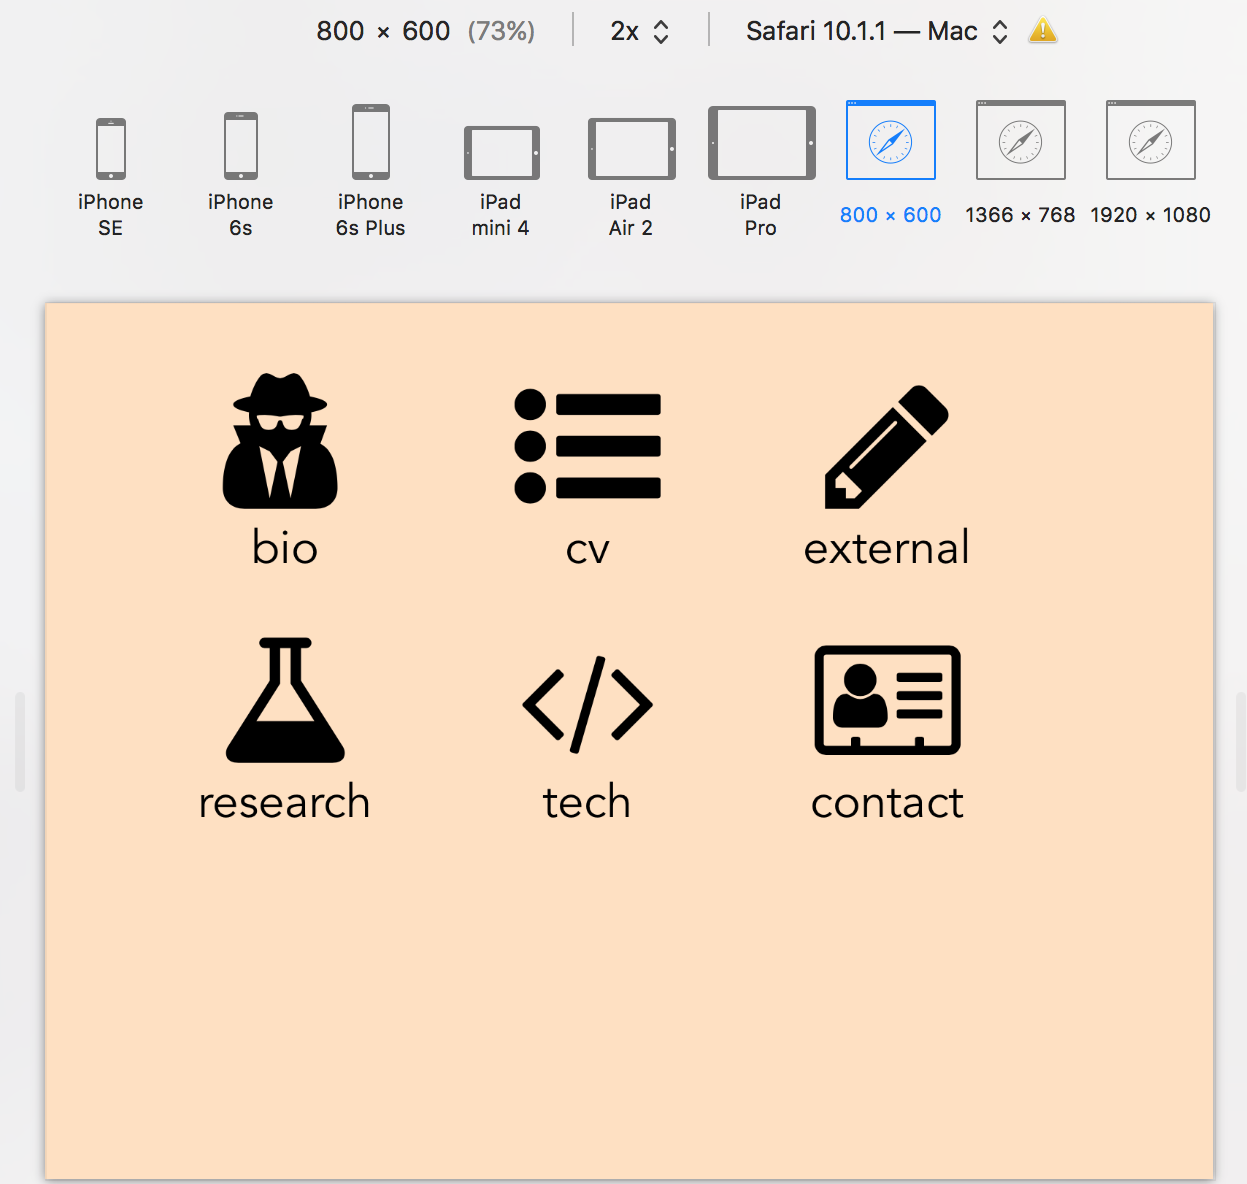 800 × 600 (73%) 2x Safari 10.1.1 — Mac
iPhone SE
iPhone 6s
iPhone 6s Plus
iPad mini 4
iPad Air 2
iPad Pro
800 × 600
1366 × 768
1920 × 1080
bio
cv
external
research
tech
contact